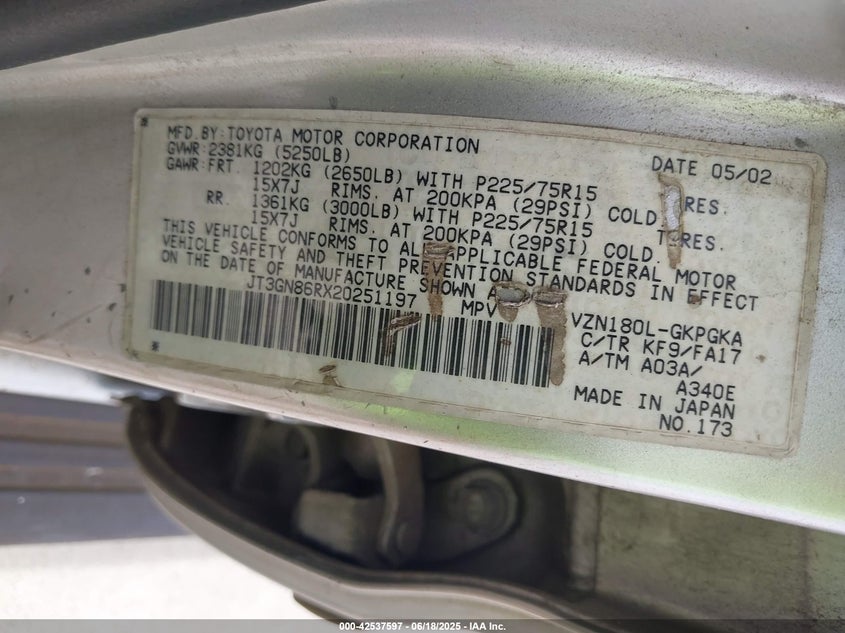 MFD.BY:TOYOTA MOTOR CORPORATION DATE 05/02
GVWR:2381KG (5250LB)
GAWR:FRT. 1202KG (2650LB) WITH P225/75R15 TIRES.
15X7J RIMS. AT 200KPA (29PSI) COLD.
RR. 1361KG (3000LB) WITH P225/75R15 TIRES.
15X7J RIMS. AT 200KPA (29PSI) COLD.
THIS VEHICLE CONFORMS TO ALL APPLICABLE FEDERAL MOTOR
VEHICLE SAFETY AND THEFT PREVENTION STANDARDS IN EFFECT
ON THE DATE OF MANUFACTURE SHOWN
JT3GN86RX20251197 MPV
VZN180L-GKPGKA
C/TR KF9/FA17
A/TM A03A/
A340E
MADE IN JAPAN
NO.173
000-42537597 - 06/18/2025 - IAA Inc.